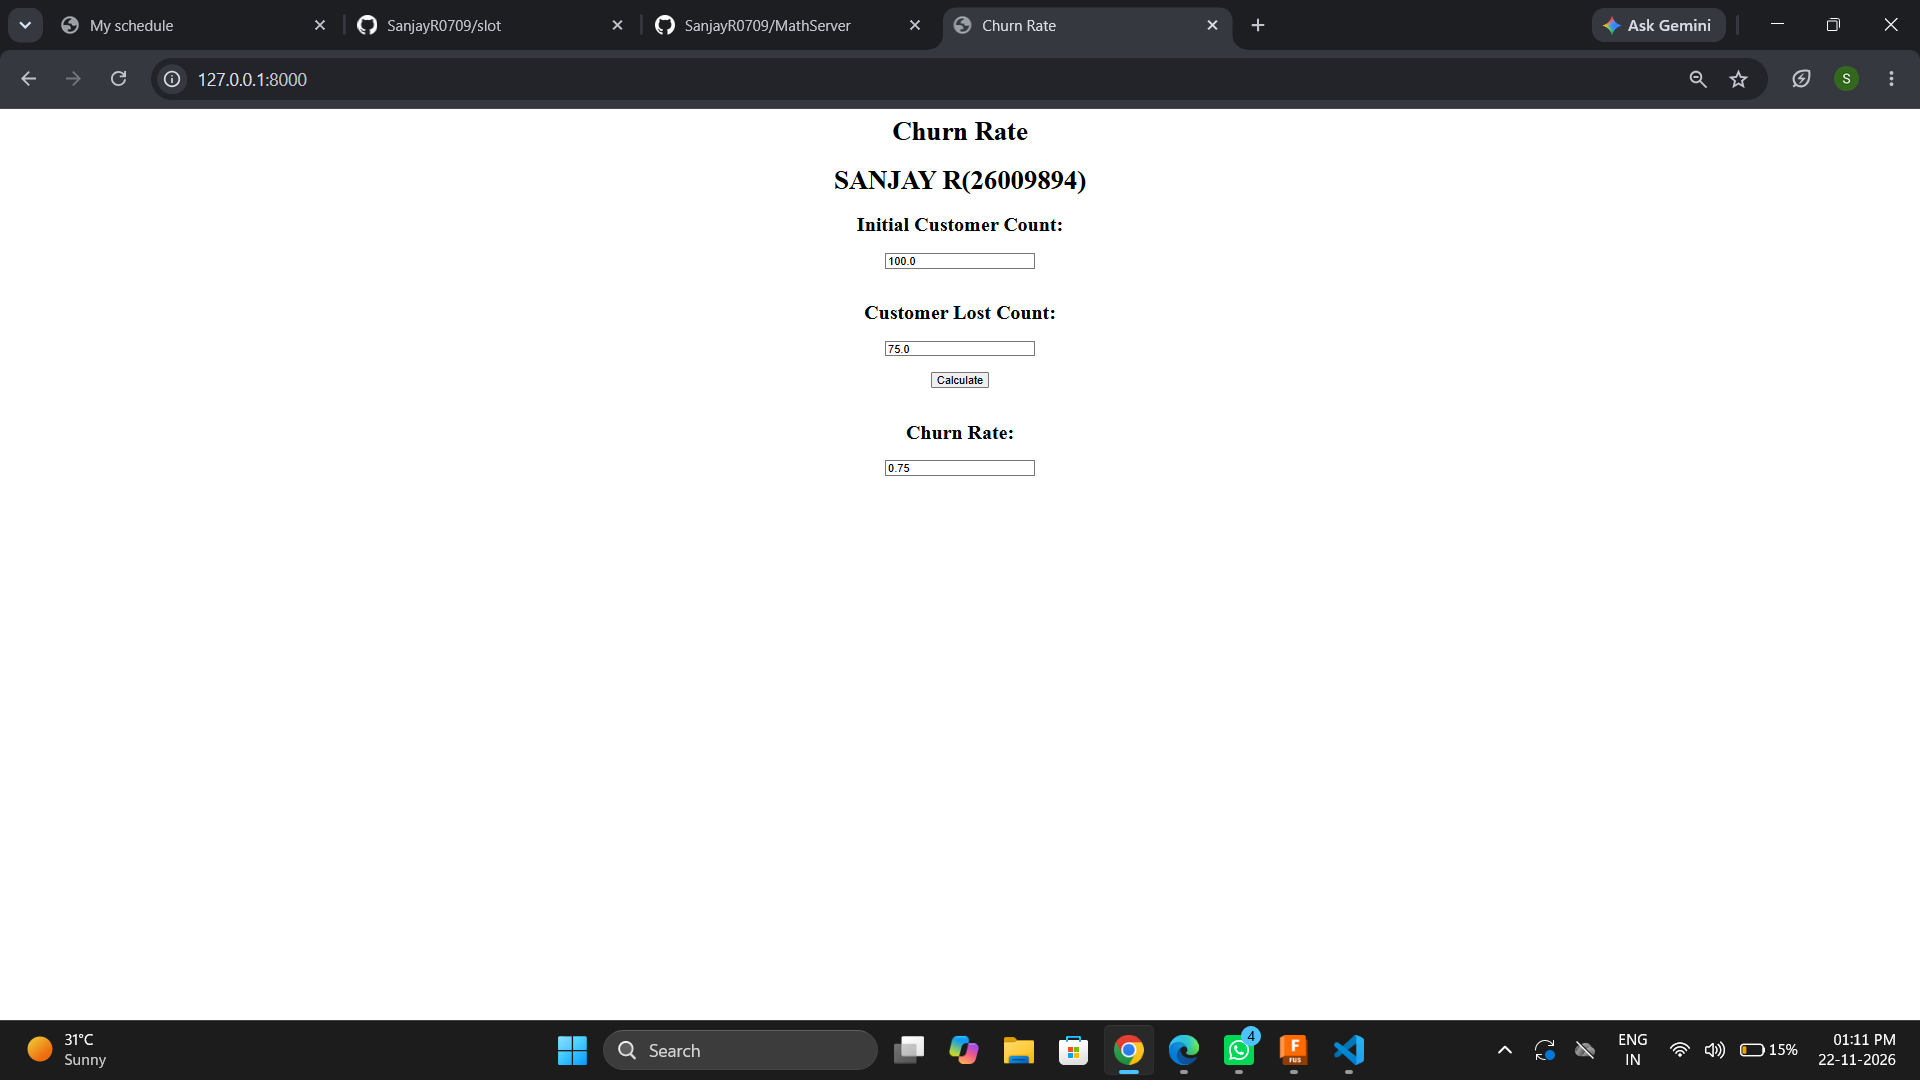 My schedule
SanjayR0709/slot
SanjayR0709/MathServer
Churn Rate
Ask Gemini
127.0.0.1:8000
S
Churn Rate
SANJAY R(26009894)
Initial Customer Count:
100.0
Customer Lost Count:
75.0
Calculate
Churn Rate:
0.75
31°C
Sunny
Search
4
F
FUS
ENG
IN
15%
01:11 PM
22-11-2026